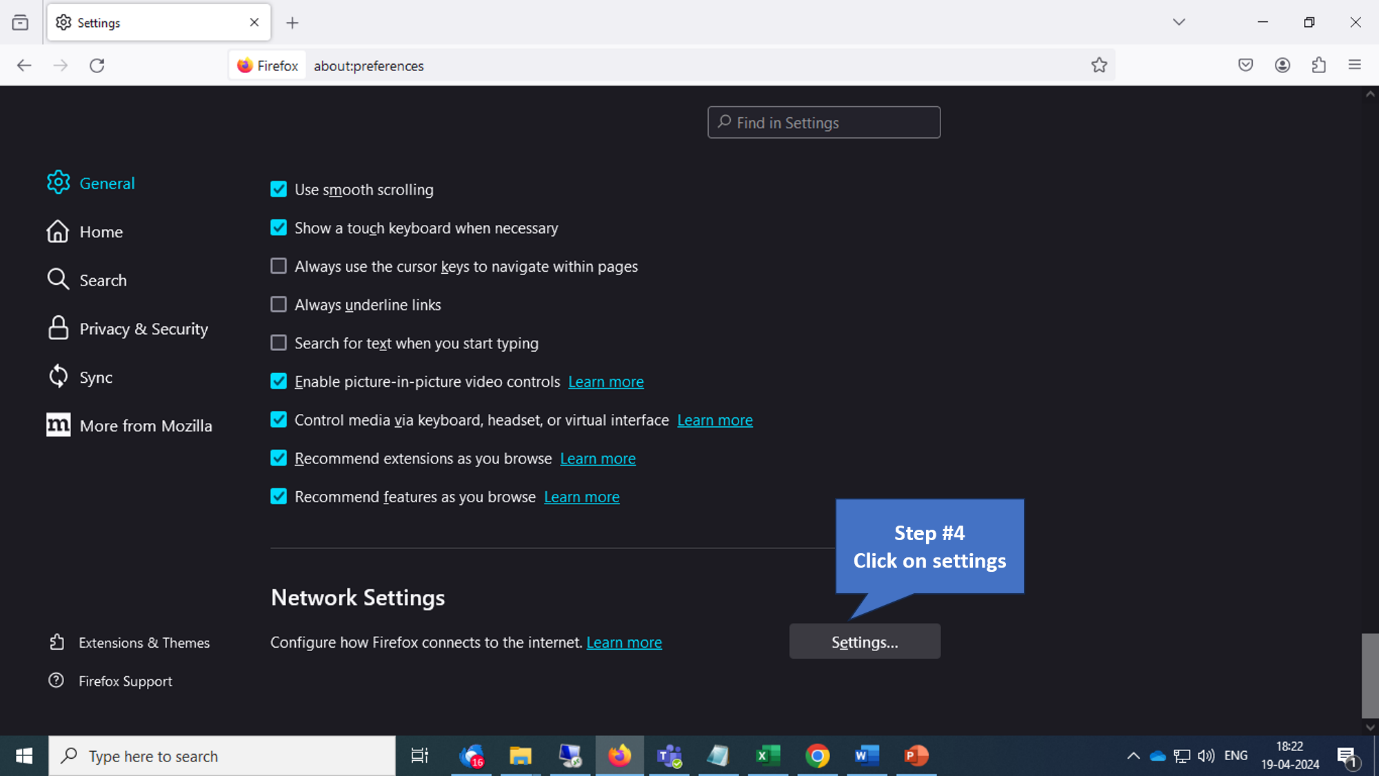 Settings
Firefox
about:preferences
Find in Settings
General
Home
Search
Privacy & Security
Sync
More from Mozilla
Extensions & Themes
Firefox Support
Use smooth scrolling
Show a touch keyboard when necessary
Always use the cursor keys to navigate within pages
Always underline links
Search for text when you start typing
Enable picture-in-picture video controls Learn more
Control media via keyboard, headset, or virtual interface Learn more
Recommend extensions as you browse Learn more
Recommend features as you browse Learn more
Step #4
Click on settings
Network Settings
Configure how Firefox connects to the internet. Learn more
Settings...
m
Type here to search
16
ENG
18:22
19-04-2024
1